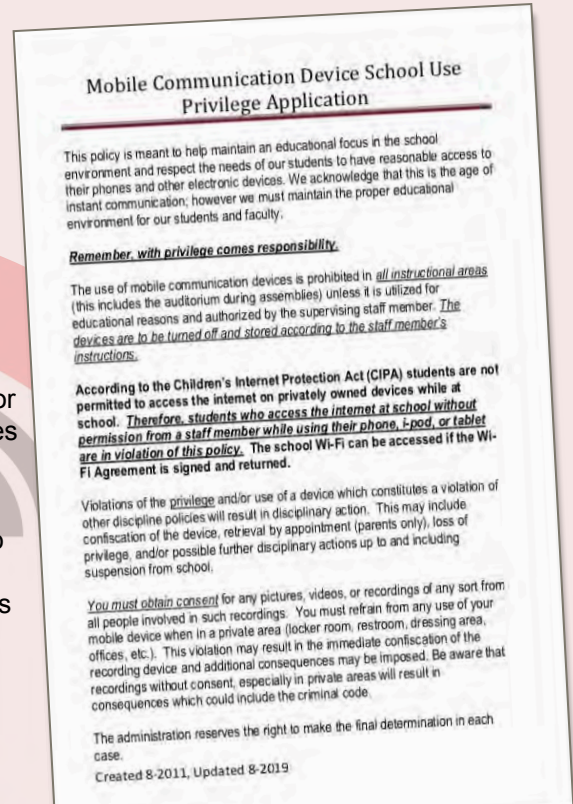 Mobile Communication Device School Use
Privilege Application
This policy is meant to help maintain an educational focus in the school
environment and respect the needs of our students to have reasonable access to
their phones and other electronic devices. We acknowledge that this is the age of
instant communication; however we must maintain the proper educational
environment for our students and faculty.
Remember, with privilege comes responsibility.
The use of mobile communication devices is prohibited in all instructional areas
(this includes the auditorium during assemblies) unless it is utilized for
educational reasons and authorized by the supervising staff member. The
devices are to be turned off and stored according to the staff member's
instructions.
According to the Children's Internet Protection Act (CIPA) students are not
permitted to access the internet on privately owned devices while at
school. Therefore, students who access the internet at school without
permission from a staff member while using their phone, i-pod, or tablet
are in violation of this policy. The school Wi-Fi can be accessed if the Wi-
Fi Agreement is signed and returned.
Violations of the privilege and/or use of a device which constitutes a violation of
other discipline policies will result in disciplinary action. This may include
confiscation of the device, retrieval by appointment (parents only), loss of
privilege, and/or possible further disciplinary actions up to and including
suspension from school.
You must obtain consent for any pictures, videos, or recordings of any sort from
all people involved in such recordings. You must refrain from any use of your
mobile device when in a private area (locker room, restroom, dressing area,
offices, etc.). This violation may result in the immediate confiscation of the
recording device and additional consequences may be imposed. Be aware that
recordings without consent, especially in private areas will result in
consequences which could include the criminal code
The administration reserves the right to make the final determination in each
case.
Created 8-2011, Updated 8-2019
or
es
o
s